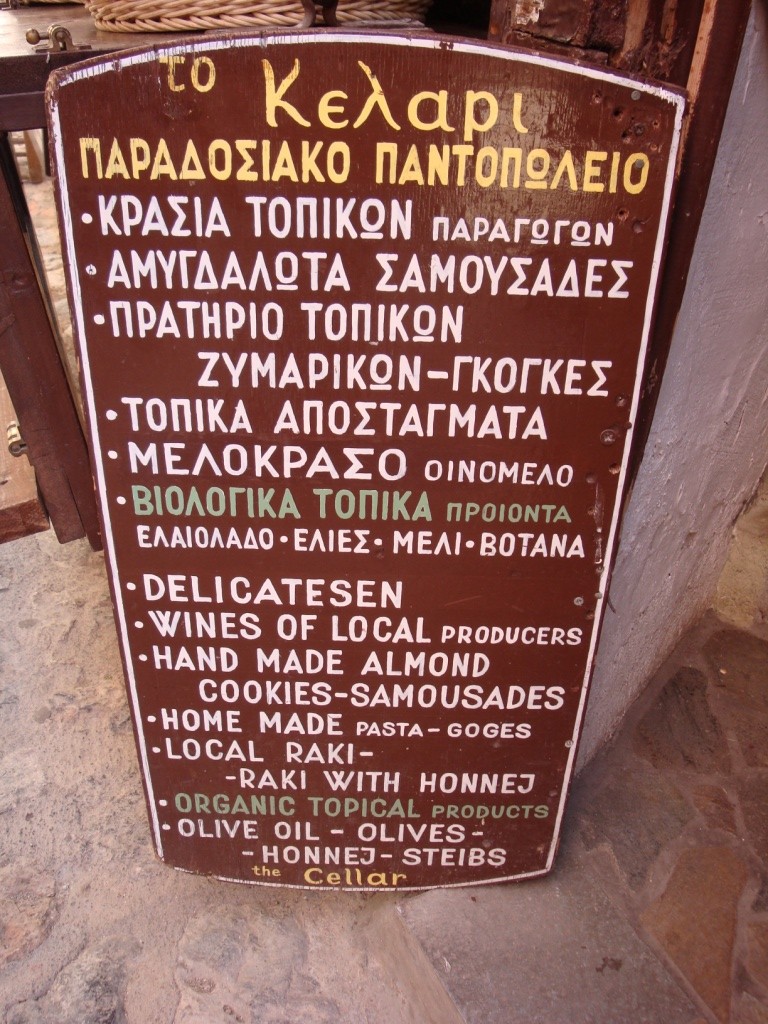 το Κελαρι
ΠΑΡΑΔΟΣΙΑΚΟ ΠΑΝΤΟΠΩΛΕΙΟ
·ΚΡΑΣΙΑ ΤΟΠΙΚΩΝ ΠΑΡΑΓΩΓΩΝ
·ΑΜΥΓΔΑΛΩΤΑ ΣΑΜΟΥΣΑΔΕΣ
·ΠΡΑΤΗΡΙΟ ΤΟΠΙΚΩΝ
ΖΥΜΑΡΙΚΩΝ-ΓΚΟΓΚΕΣ
·ΤΟΠΙΚΑ ΑΠΟΣΤΑΓΜΑΤΑ
·ΜΕΛΟΚΡΑΣΟ ΟΙΝΟΜΕΛΟ
·ΒΙΟΛΟΓΙΚΑ ΤΟΠΙΚΑ ΠΡΟΙΟΝΤΑ
ΕΛΑΙΟΛΑΔΟ·ΕΛΙΕΣ·ΜΕΛΙ·ΒΟΤΑΝΑ
·DELICATESEN
·WINES OF LOCAL PRODUCERS
·HAND MADE ALMOND
COOKIES-SAMOUSADES
·HOME MADE PASTA-GOGES
·LOCAL RAKI-
-RAKI WITH HONNEJ
·ORGANIC TOPICAL PRODUCTS
·OLIVE OIL-OLIVES-
-HONNEJ-STEIBS
the Cellar